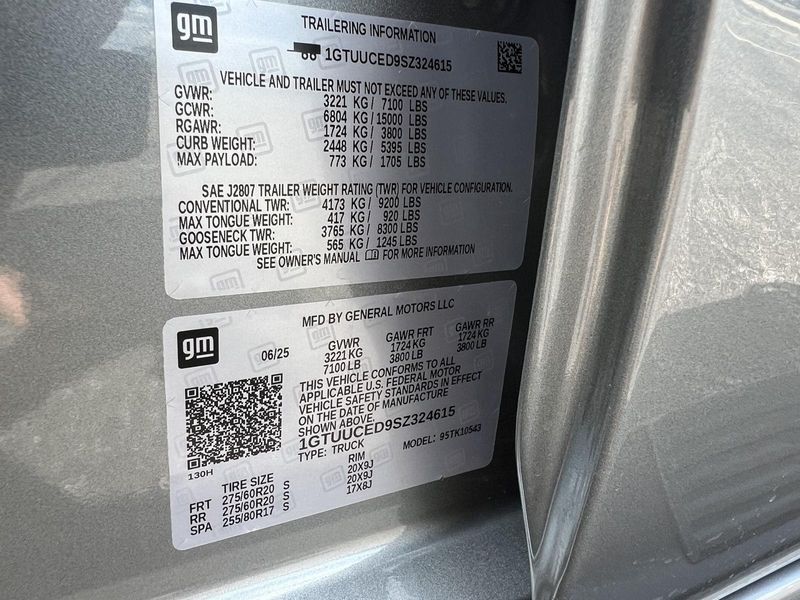 gm
TRAILERING INFORMATION
1GTUUCED9SZ324615
VEHICLE AND TRAILER MUST NOT EXCEED ANY OF THESE VALUES.
GVWR: 3221 KG / 7100 LBS
GCWR: 6804 KG / 15000 LBS
RGAWR: 1724 KG / 3800 LBS
CURB WEIGHT: 2448 KG / 5395 LBS
MAX PAYLOAD: 773 KG / 1705 LBS
SAE J2807 TRAILER WEIGHT RATING (TWR) FOR VEHICLE CONFIGURATION.
CONVENTIONAL TWR: 4173 KG / 9200 LBS
MAX TONGUE WEIGHT: 417 KG / 920 LBS
GOOSENECK TWR: 3765 KG / 8300 LBS
MAX TONGUE WEIGHT: 565 KG / 1245 LBS
SEE OWNER'S MANUAL FOR MORE INFORMATION
gm
MFD BY GENERAL MOTORS LLC
06/25 GVWR GAWR FRT GAWR RR
3221 KG 1724 KG 1724 KG
7100 LB 3800 LB 3800 LB
THIS VEHICLE CONFORMS TO ALL
APPLICABLE U.S. FEDERAL MOTOR
VEHICLE SAFETY STANDARDS IN EFFECT
ON THE DATE OF MANUFACTURE
SHOWN ABOVE.
1GTUUCED9SZ324615
TYPE: TRUCK MODEL: 95TK10543
130H
TIRE SIZE RIM
FRT 275/60R20 S 20X9J
RR 275/60R20 S 20X9J
SPA 255/80R17 S 17X8J